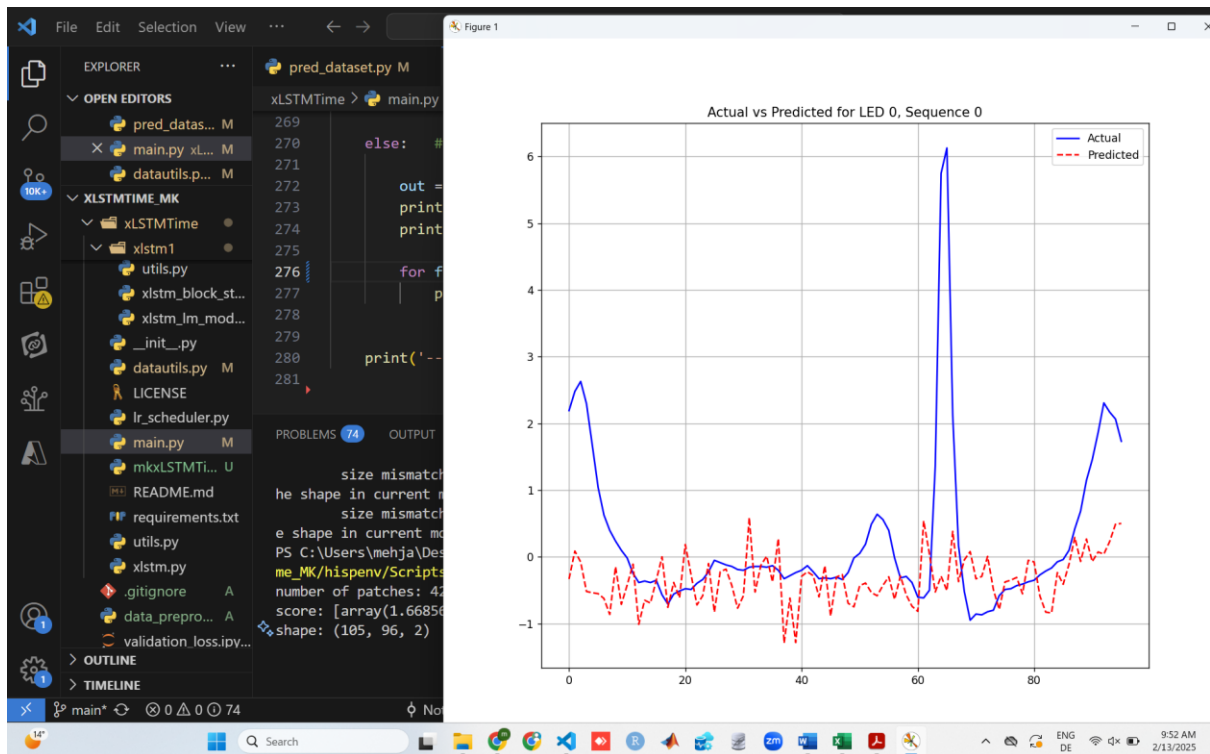 File Edit Selection View ...
Figure 1
EXPLORER ...
OPEN EDITORS
pred_datas... M
main.py xL... M
datautils.p... M
XLSTMTIME_MK
xLSTMTime
xlstm1
utils.py
xlstm_block_st...
xlstm_lm_mod...
__init__.py
datautils.py M
LICENSE
lr_scheduler.py
main.py M
mkxLSTMTi... U
README.md
requirements.txt
utils.py
xlstm.py
.gitignore A
data_prepro... A
validation_loss.ipy...
OUTLINE
TIMELINE
10K+
1
1
pred_dataset.py M
xLSTMTime > main.py
269
270 else: #
271
272 out =
273 print
274 print
275
276 for f
277 p
278
279
280 print('--
281
PROBLEMS 74 OUTPUT
size mismatch
he shape in current m
size mismatch
e shape in current mo
PS C:\Users\mehja\Des
me_MK/hispenv/Scripts
number of patches: 42
score: [array(1.66856
shape: (105, 96, 2)
Actual vs Predicted for LED 0, Sequence 0
Actual
Predicted
6
5
4
3
2
1
0
−1
0 20 40 60 80
main* 0 0 0 74 No
14°
Search
zm
R
ENG
DE
9:52 AM
2/13/2025